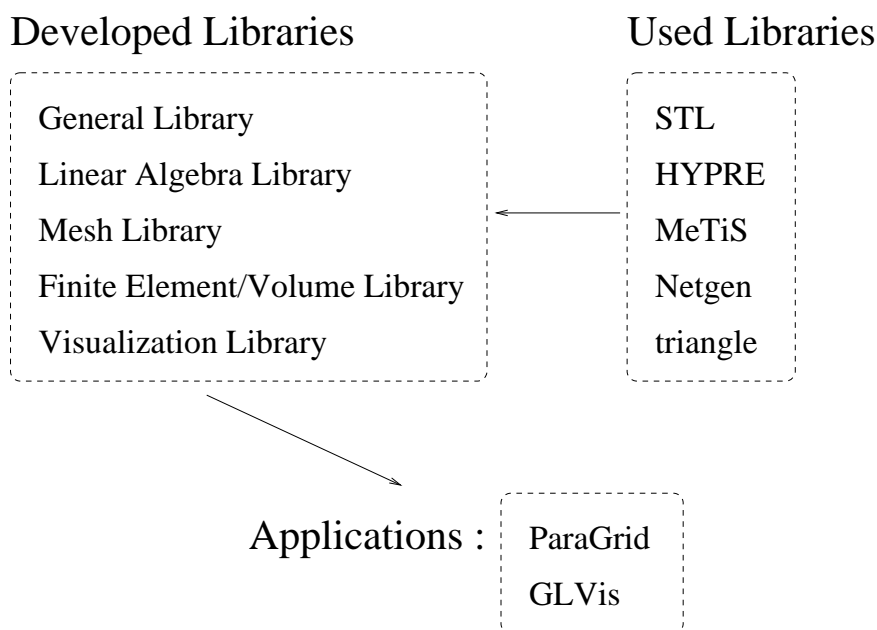 Developed Libraries
General Library
Linear Algebra Library
Mesh Library
Finite Element/Volume Library
Visualization Library
Used Libraries
STL
HYPRE
MeTiS
Netgen
triangle
Applications :
ParaGrid
GLVis